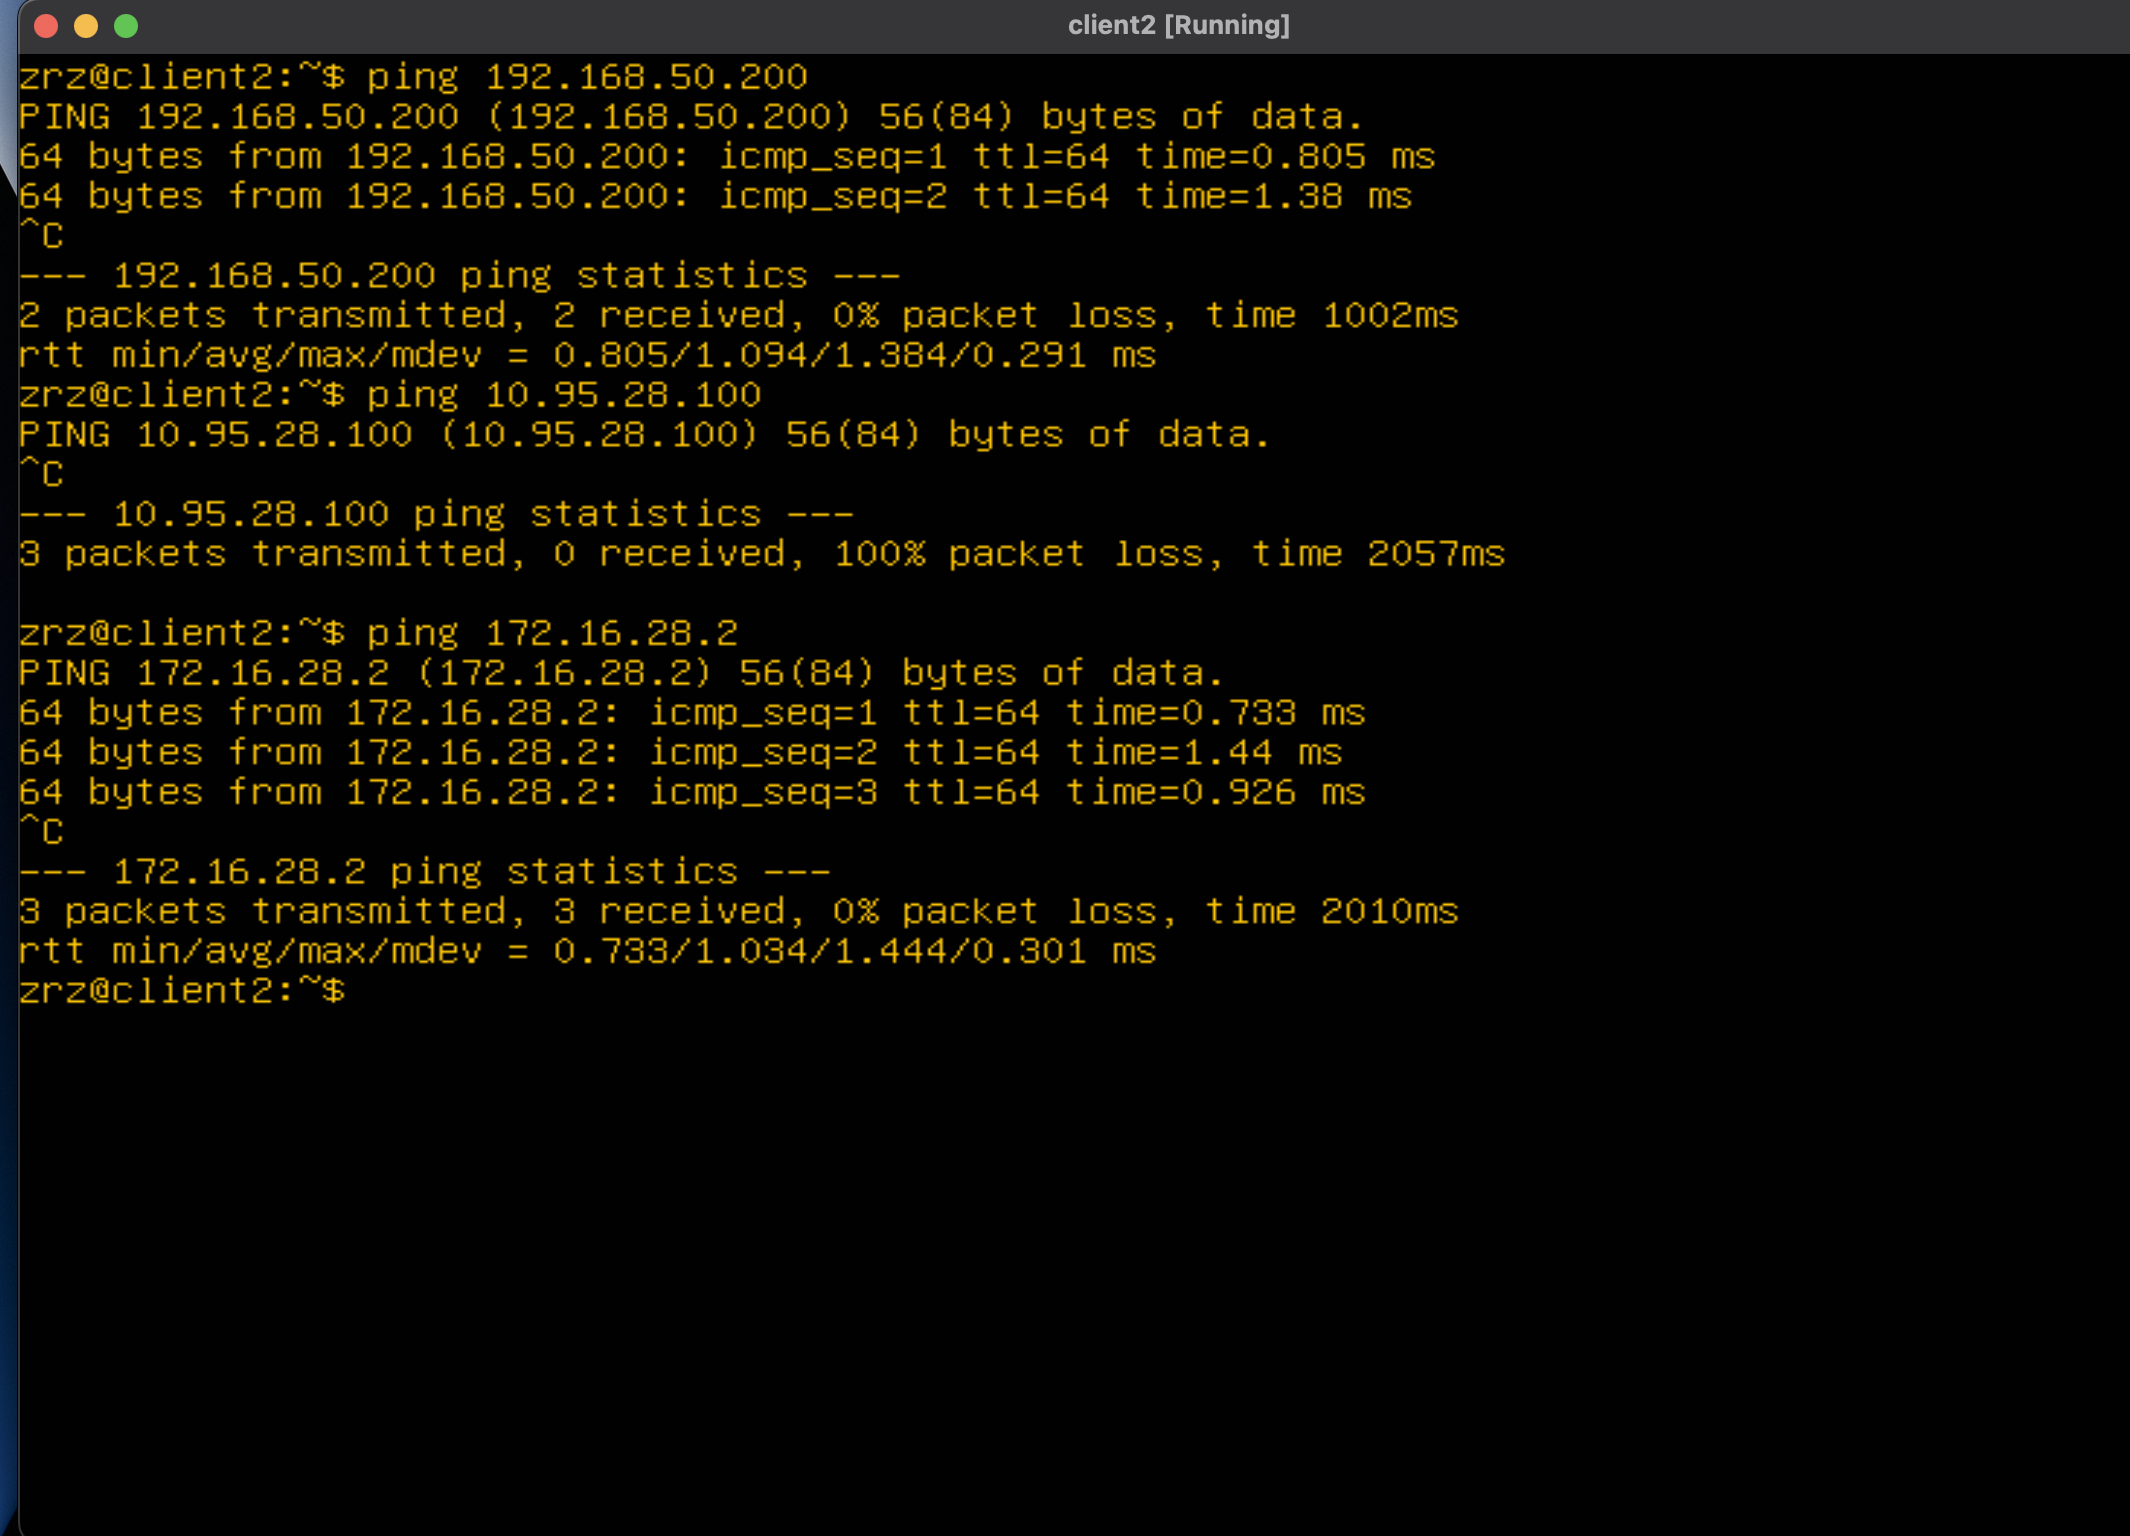 client2 [Running]
zrz@client2:~$ ping 192.168.50.200
PING 192.168.50.200 (192.168.50.200) 56(84) bytes of data.
64 bytes from 192.168.50.200: icmp_seq=1 ttl=64 time=0.805 ms
64 bytes from 192.168.50.200: icmp_seq=2 ttl=64 time=1.38 ms
^C
--- 192.168.50.200 ping statistics ---
2 packets transmitted, 2 received, 0% packet loss, time 1002ms
rtt min/avg/max/mdev = 0.805/1.094/1.384/0.291 ms
zrz@client2:~$ ping 10.95.28.100
PING 10.95.28.100 (10.95.28.100) 56(84) bytes of data.
^C
--- 10.95.28.100 ping statistics ---
3 packets transmitted, 0 received, 100% packet loss, time 2057ms
zrz@client2:~$ ping 172.16.28.2
PING 172.16.28.2 (172.16.28.2) 56(84) bytes of data.
64 bytes from 172.16.28.2: icmp_seq=1 ttl=64 time=0.733 ms
64 bytes from 172.16.28.2: icmp_seq=2 ttl=64 time=1.44 ms
64 bytes from 172.16.28.2: icmp_seq=3 ttl=64 time=0.926 ms
^C
--- 172.16.28.2 ping statistics ---
3 packets transmitted, 3 received, 0% packet loss, time 2010ms
rtt min/avg/max/mdev = 0.733/1.034/1.444/0.301 ms
zrz@client2:~$